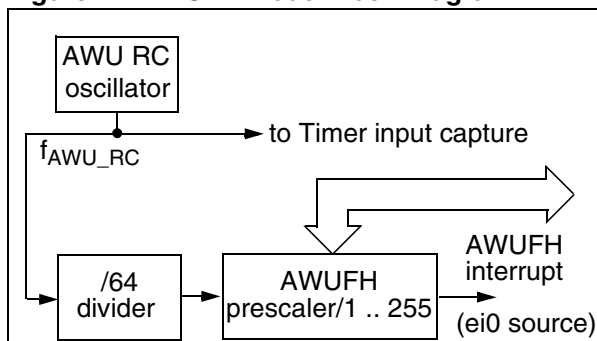 AWU RC
oscillator
to Timer input capture
fAWU_RC
/64
divider
AWUFH
prescaler/1 .. 255
AWUFH
interrupt
(ei0 source)